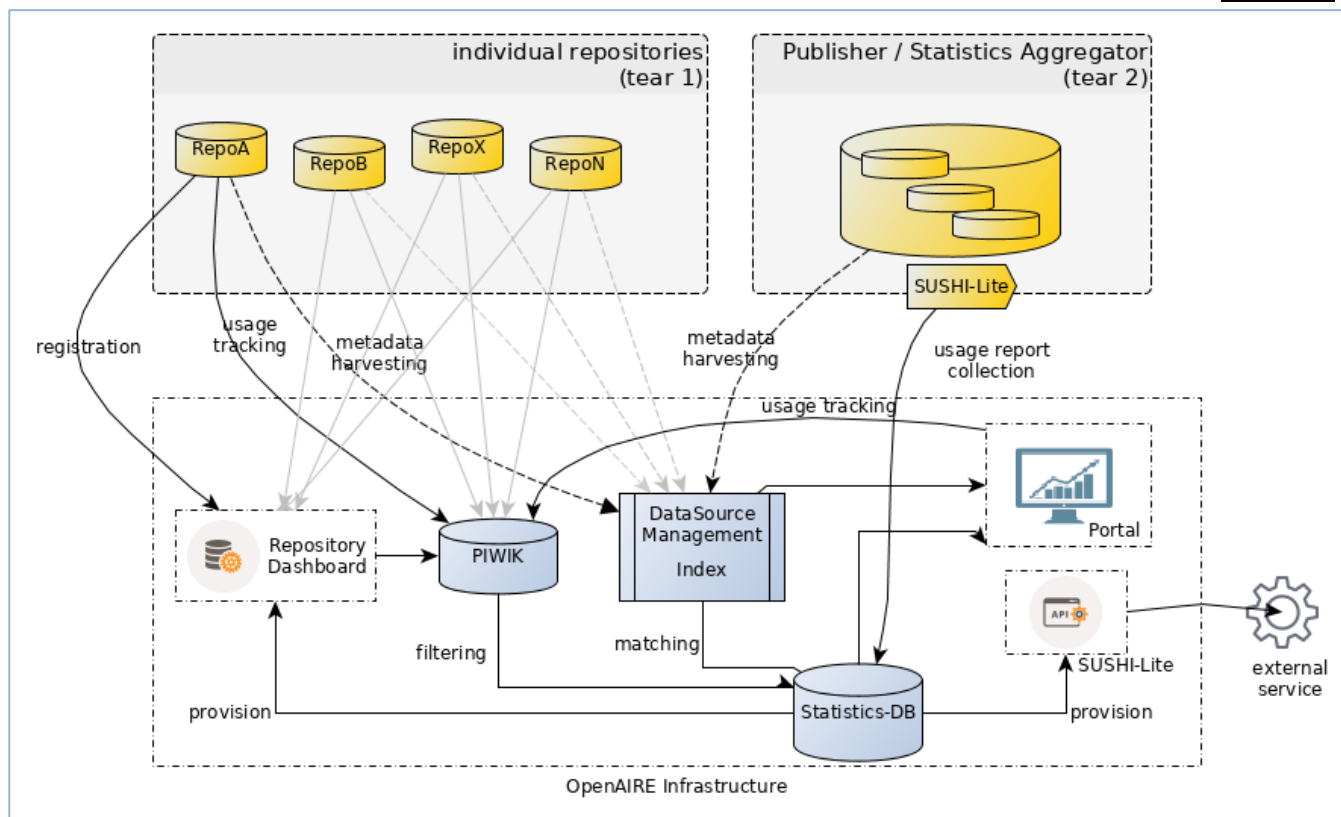 individual repositories
(tear 1)
Publisher / Statistics Aggregator
(tear 2)
RepoA
RepoB
RepoX
RepoN
SUSHI-Lite
registration
usage
tracking
metadata
harvesting
metadata
harvesting
usage report
collection
usage tracking
Repository
Dashboard
PIWIK
DataSource
Management
Index
Portal
API
SUSHI-Lite
external
service
filtering
matching
provision
Statistics-DB
provision
OpenAIRE Infrastructure